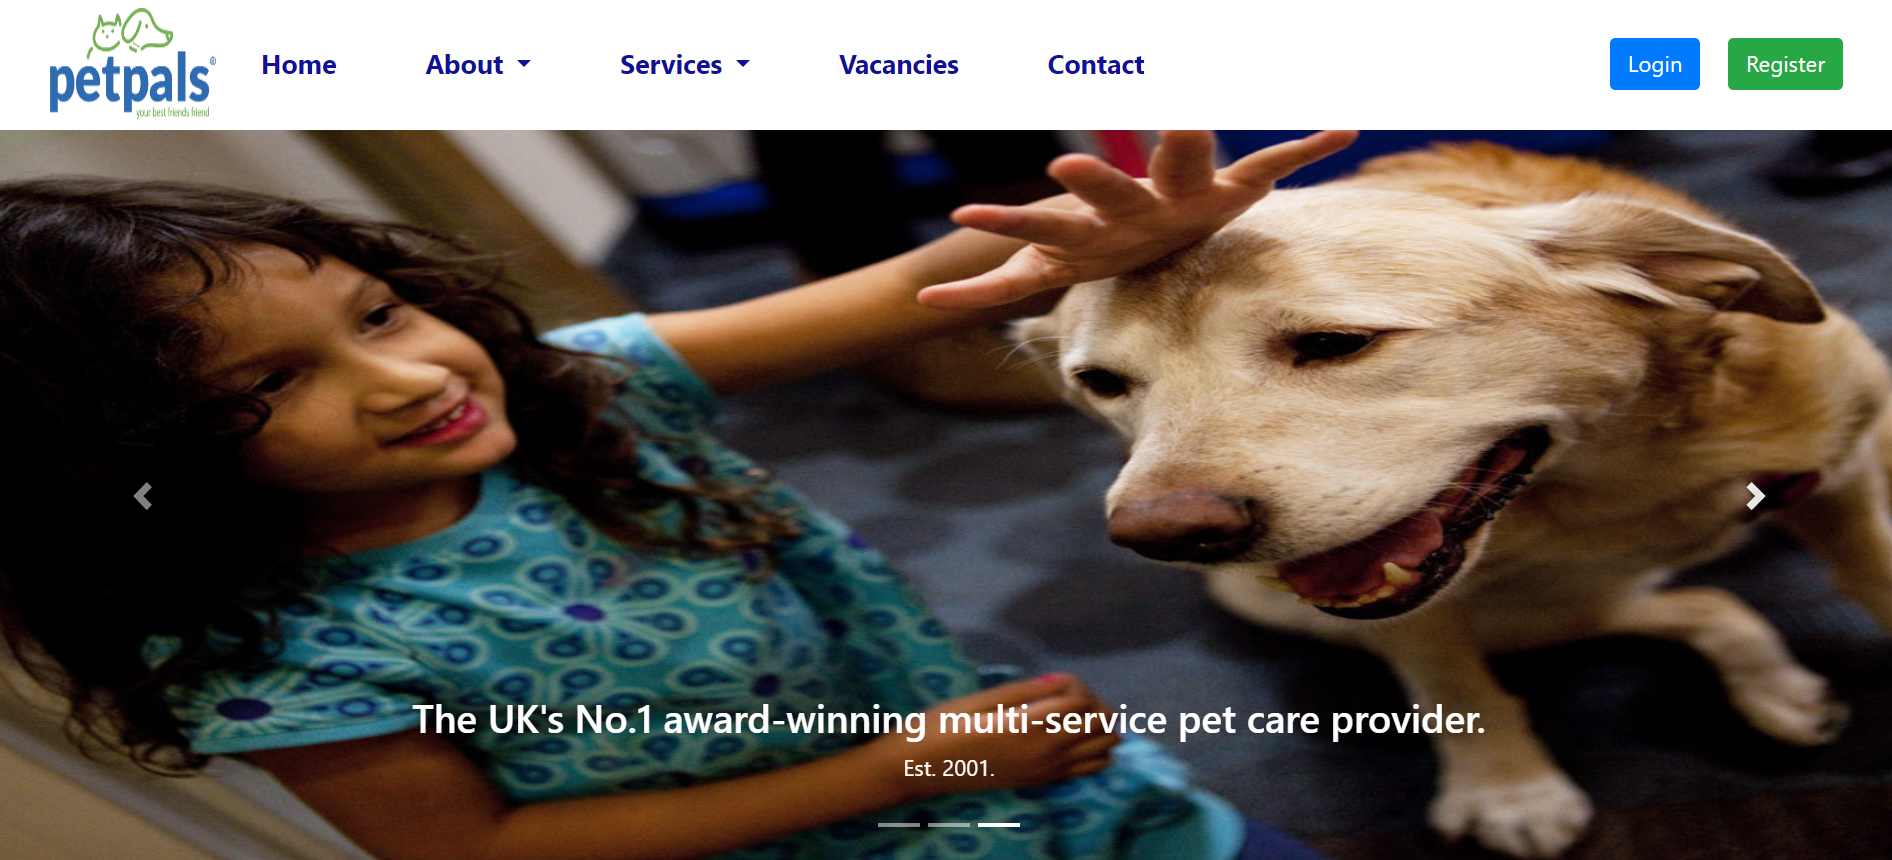 petpals®
your best friends friend
Home
About
Services
Vacancies
Contact
Login
Register
The UK's No.1 award-winning multi-service pet care provider.
Est. 2001.